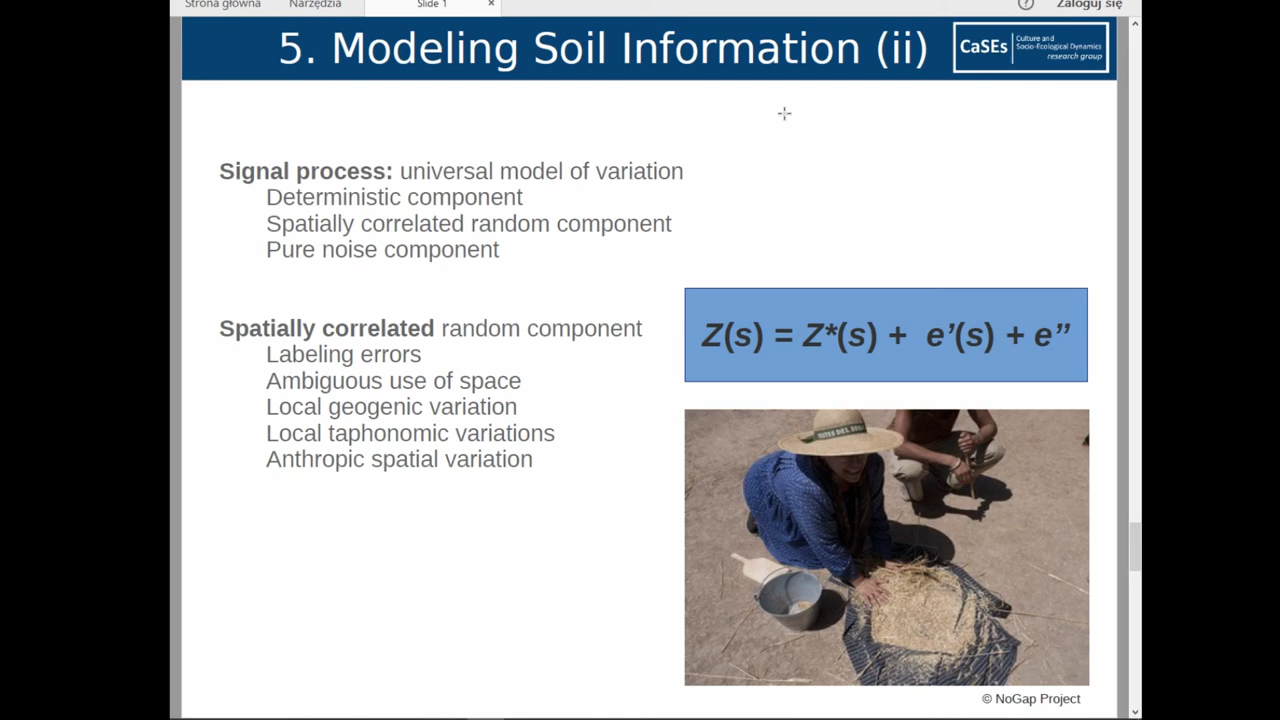 Strona główna Narzędzia Slide 1 × ? Zaloguj się
5. Modeling Soil Information (ii)
CaSEs
Culture and
Socio-Ecological Dynamics
research group
Signal process: universal model of variation
Deterministic component
Spatially correlated random component
Pure noise component
Spatially correlated random component
Labeling errors
Ambiguous use of space
Local geogenic variation
Local taphonomic variations
Anthropic spatial variation
Z(s) = Z*(s) + e’(s) + e”
© NoGap Project